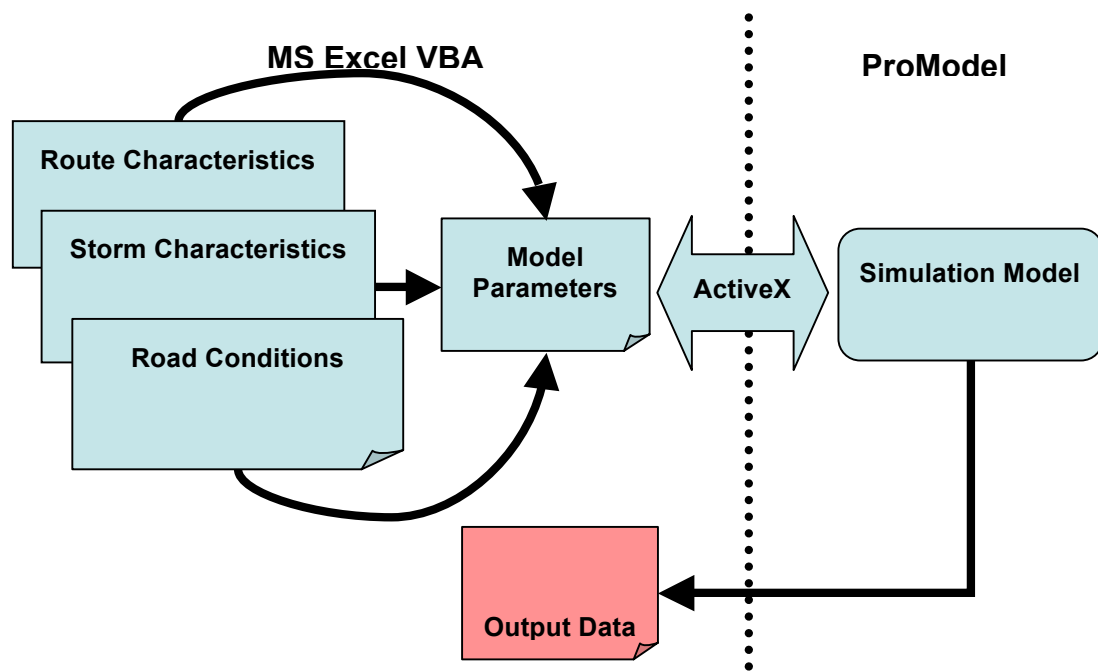 MS Excel VBA
ProModel
Route Characteristics
Storm Characteristics
Road Conditions
Model
Parameters
ActiveX
Simulation Model
Output Data